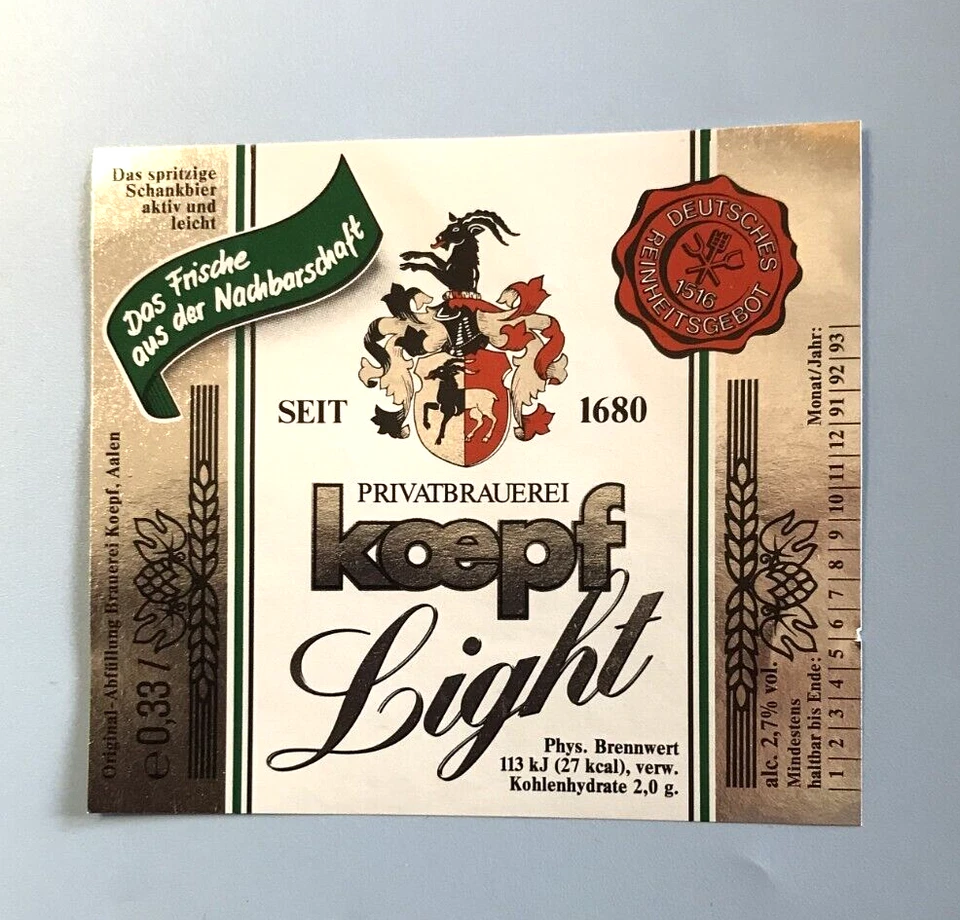 Das spritzige
Schankbier
aktiv und
leicht
Das Frische
aus der Nachbarschaft
DEUTSCHES
REINHEITSGEBOT
1516
SEIT 1680
PRIVATBRAUEREI
koepf
Light
Phys. Brennwert
113 kJ (27 kcal), verw.
Kohlenhydrate 2,0 g.
Original-Abfüllung Brauerei Koepf, Aalen
e0,33 l
alc. 2,7% vol.
Mindestens
haltbar bis Ende: Monat/Jahr:
1 2 3 4 5 6 7 8 9 10 11 12 91 92 93